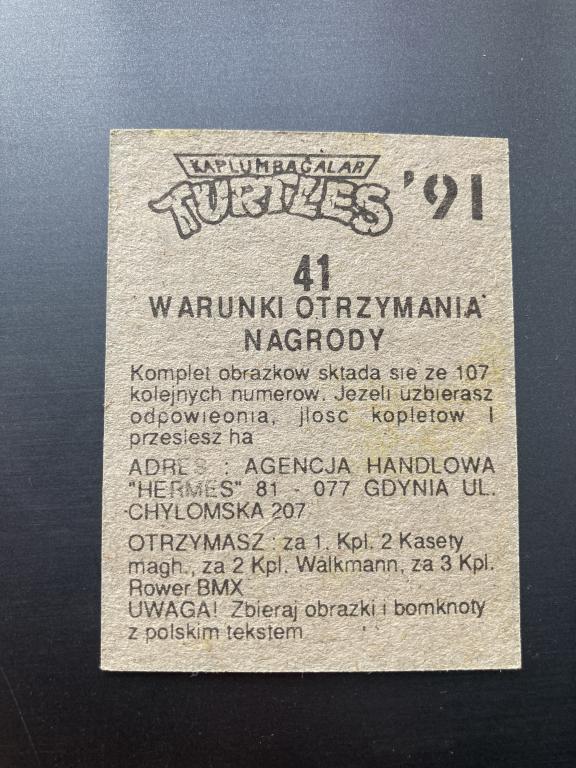 KAPLUMBAĞALAR
TURTLES '91
41
WARUNKI OTRZYMANIA
NAGRODY
Komplet obrazkow sktada sie ze 107
kolejnych numerow. Jezeli uzbierasz
odpowieonia, jlosc kopletow I
przesiesz ha
ADRES : AGENCJA HANDLOWA
"HERMES" 81 - 077 GDYNIA UL.
CHYLOMSKA 207
OTRZYMASZ : za 1. Kpl. 2 Kasety
magh., za 2 Kpl. Walkmann, za 3 Kpl.
Rower BMX
UWAGA! Zbieraj obrazki i bomknoty
z polskim tekstem